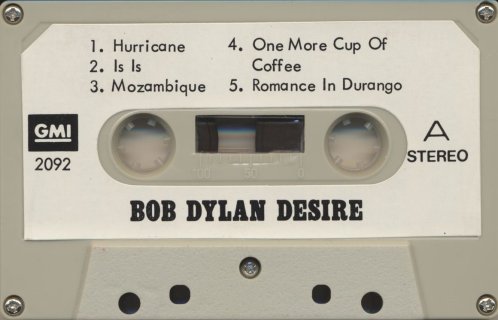 1. Hurricane
2. Is Is
3. Mozambique
4. One More Cup Of
Coffee
5. Romance In Durango
GMI
2092
A
STEREO
100 50 0
BOB DYLAN DESIRE